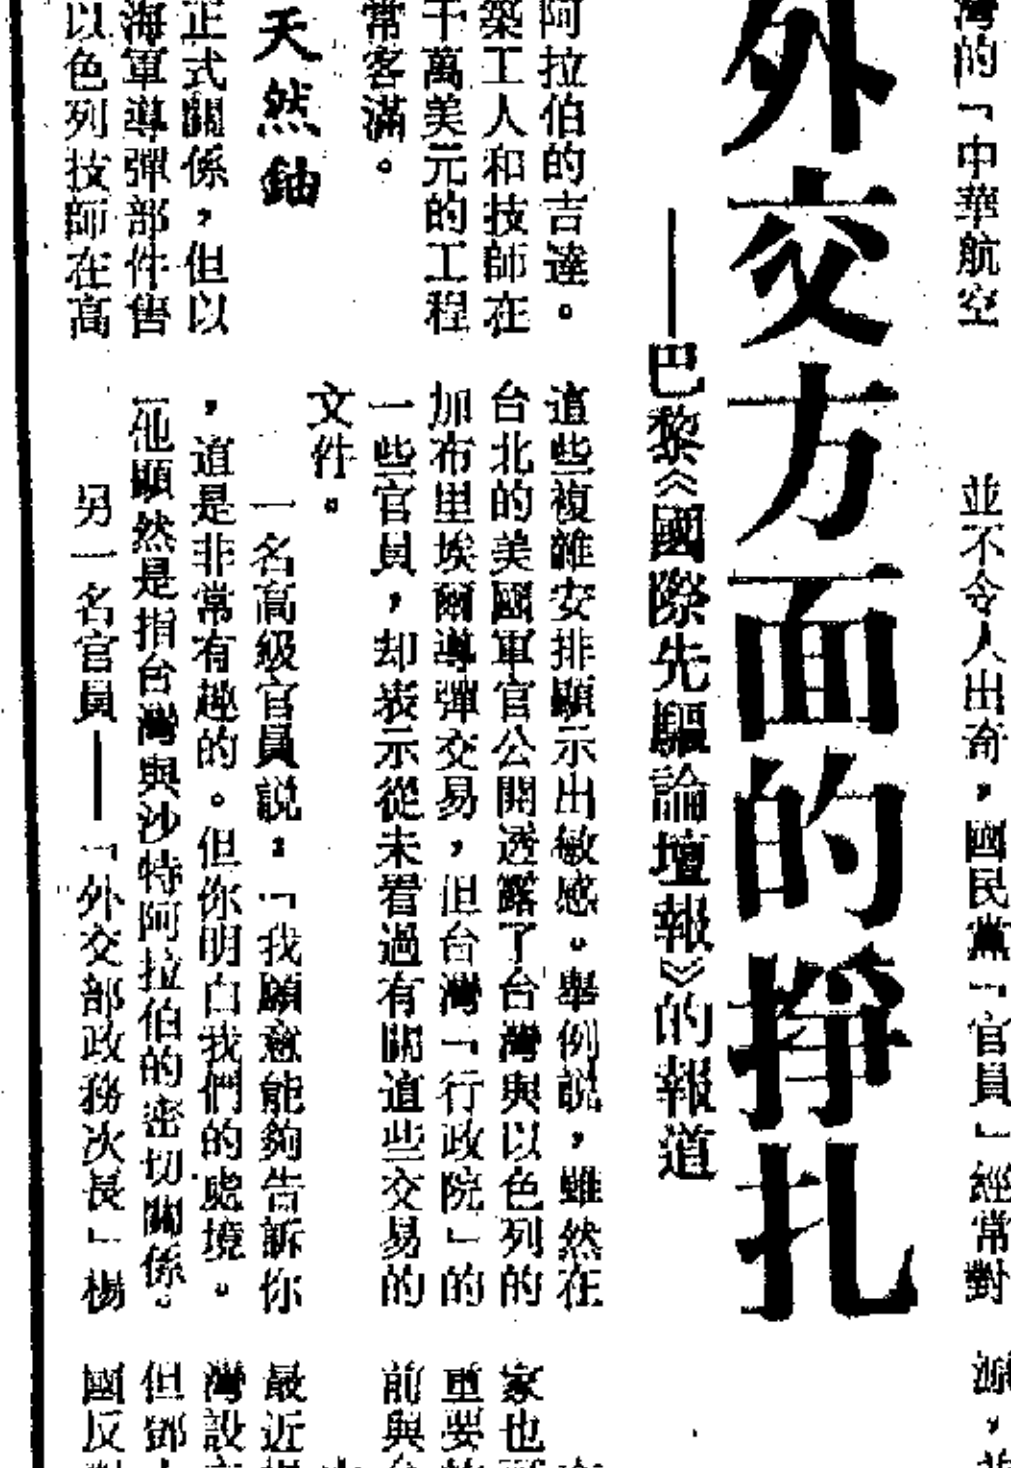 灣的「中華航空
並不令人出奇，國民黨「官員」經常對
源，並
外交方面的掙扎
——巴黎《國際先驅論壇報》的報道
阿拉伯的吉達。
築工人和技師在
千萬美元的工程
常客滿。
天然鈾
正式關係，但以
海軍導彈部件售
以色列技師在高
這些複雜安排顯示出敏感。舉例說，雖然在
台北的美國軍官公開透露了台灣與以色列的
加布里埃爾導彈交易，但台灣「行政院」的
一些官員，却表示從未看過有關這些交易的
文件。
一名高級官員說：「我願意能夠告訴你
，這是非常有趣的。但你明白我們的處境。
」他顯然是指台灣與沙特阿拉伯的密切關係。
另一名官員——「外交部政務次長」楊
家也
重要
前與
最近
灣設
但鄧
國反